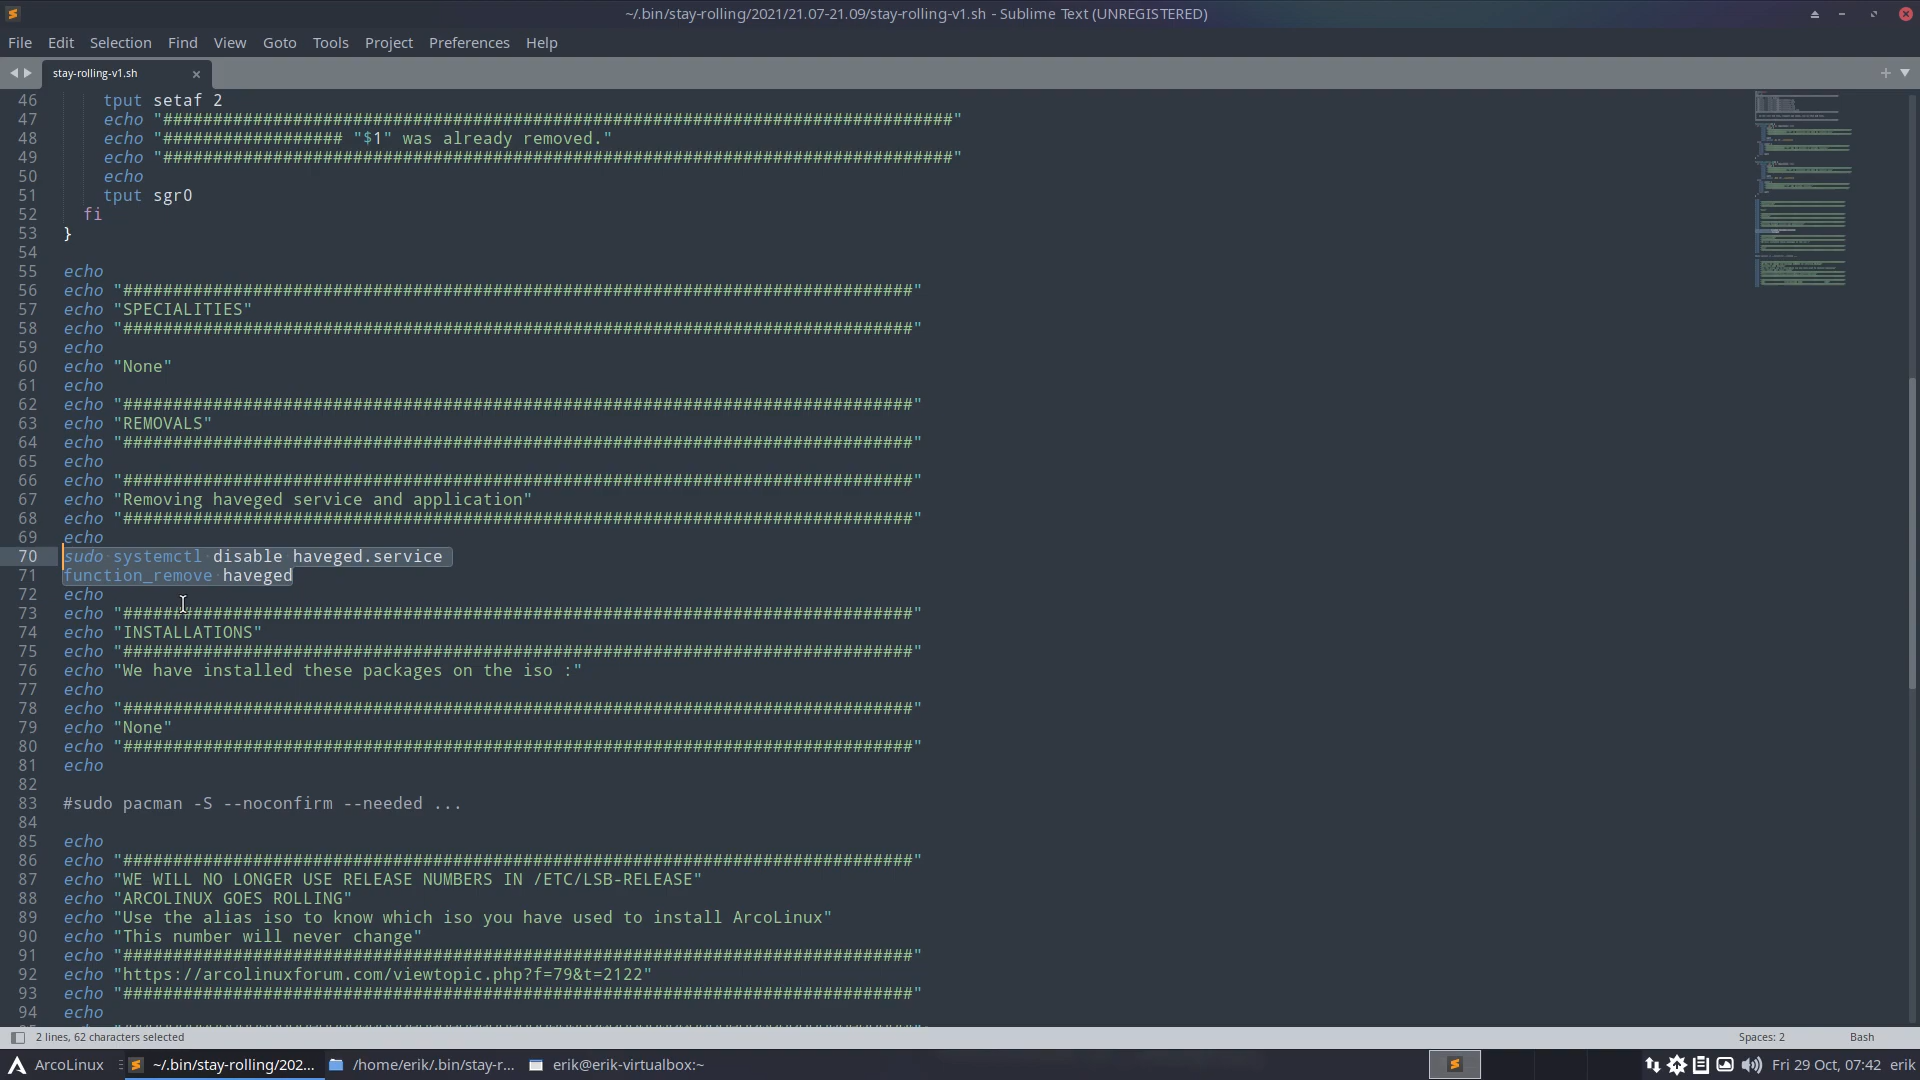 ~/.bin/stay-rolling/2021/21.07-21.09/stay-rolling-v1.sh - Sublime Text (UNREGISTERED)
File Edit Selection Find View Goto Tools Project Preferences Help
stay-rolling-v1.sh
46 tput setaf 2
47 echo "###############################################################################"
48 echo "################## "$1" was already removed."
49 echo "###############################################################################"
50 echo
51 tput sgr0
52 fi
53 }
54
55 echo
56 echo "###############################################################################"
57 echo "SPECIALITIES"
58 echo "###############################################################################"
59 echo
60 echo "None"
61 echo
62 echo "###############################################################################"
63 echo "REMOVALS"
64 echo "###############################################################################"
65 echo
66 echo "###############################################################################"
67 echo "Removing haveged service and application"
68 echo "###############################################################################"
69 echo
70 sudo systemctl disable haveged.service
71 function_remove haveged
72 echo
73 echo "###############################################################################"
74 echo "INSTALLATIONS"
75 echo "###############################################################################"
76 echo "We have installed these packages on the iso :"
77 echo
78 echo "###############################################################################"
79 echo "None"
80 echo "###############################################################################"
81 echo
82
83 #sudo pacman -S --noconfirm --needed ...
84
85 echo
86 echo "###############################################################################"
87 echo "WE WILL NO LONGER USE RELEASE NUMBERS IN /ETC/LSB-RELEASE"
88 echo "ARCOLINUX GOES ROLLING"
89 echo "Use the alias iso to know which iso you have used to install ArcoLinux"
90 echo "This number will never change"
91 echo "###############################################################################"
92 echo "https://arcolinuxforum.com/viewtopic.php?f=79&t=2122"
93 echo "###############################################################################"
94 echo
2 lines, 62 characters selected Spaces: 2 Bash
ArcoLinux ~/.bin/stay-rolling/202... /home/erik/.bin/stay-r... erik@erik-virtualbox:~ Fri 29 Oct, 07:42 erik